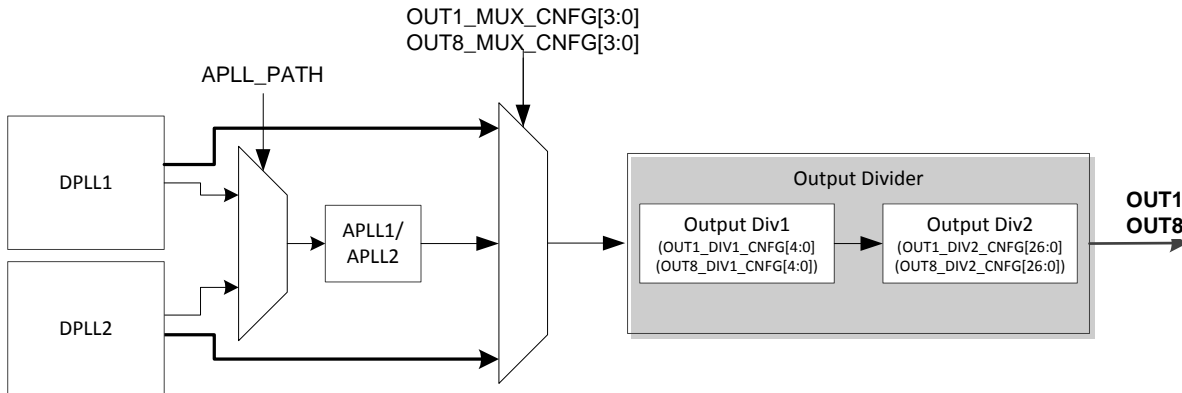 OUT1_MUX_CNFG[3:0]
OUT8_MUX_CNFG[3:0]
APLL_PATH
DPLL1
DPLL2
APLL1/
APLL2
Output Divider
Output Div1
(OUT1_DIV1_CNFG[4:0]
(OUT8_DIV1_CNFG[4:0])
Output Div2
(OUT1_DIV2_CNFG[26:0]
(OUT8_DIV2_CNFG[26:0])
OUT1
OUT8